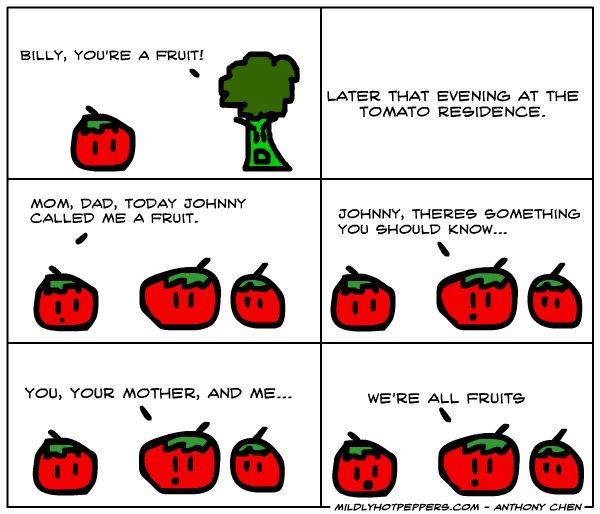 BILLY, YOU'RE A FRUIT!
LATER THAT EVENING AT THE
TOMATO RESIDENCE.
MOM, DAD, TODAY JOHNNY
CALLED ME A FRUIT.
JOHNNY, THERES SOMETHING
YOU SHOULD KNOW...
YOU, YOUR MOTHER, AND ME...
WE'RE ALL FRUITS
MILDLYHOTPEPPERS.COM - ANTHONY CHEN